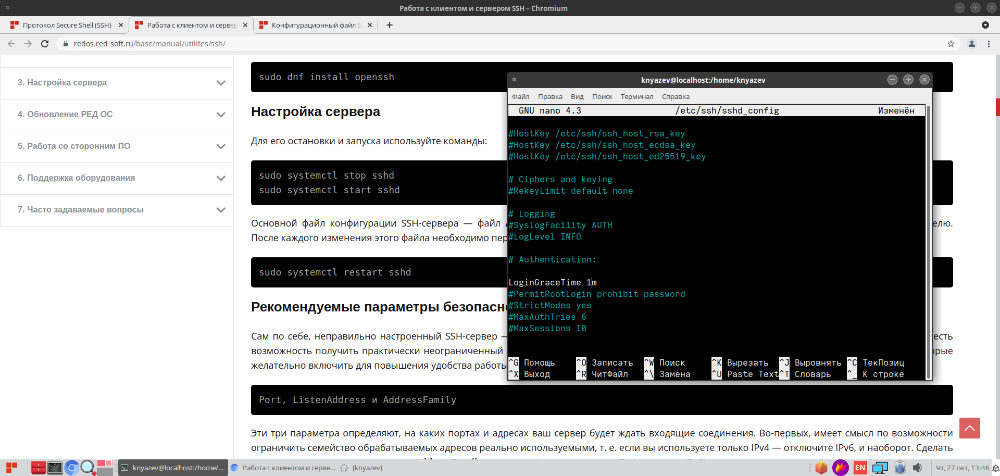 Работа с клиентом и сервером SSH – Chromium
Протокол Secure Shell (SSH)
Работа с клиентом и сервер
Конфигурационный файл S
redos.red-soft.ru/base/manual/utilites/ssh/
3. Настройка сервера
4. Обновление РЕД ОС
5. Работа со сторонним ПО
6. Поддержка оборудования
7. Часто задаваемые вопросы
sudo dnf install openssh
Настройка сервера
Для его остановки и запуска используйте команды:
sudo systemctl stop sshd
sudo systemctl start sshd
Основной файл конфигурации SSH-сервера — файл
елю.
После каждого изменения этого файла необходимо пер
sudo systemctl restart sshd
Рекомендуемые параметры безопасн
Сам по себе, неправильно настроенный SSH-сервер —
есть
возможность получить практически неограниченный
рые
желательно включить для повышения удобства работь
Port, ListenAddress и AddressFamily
Эти три параметра определяют, на каких портах и адресах ваш сервер будет ждать входящие соединения. Во-первых, имеет смысл по возможности
ограничить семейство обрабатываемых адресов реально используемыми, т. е. если вы используете только IPv4 — отключите IPv6, и наоборот. Сделать
knyazev@localhost:/home/knyazev
Файл Правка Вид Поиск Терминал Справка
GNU nano 4.3 /etc/ssh/sshd_config Изменён
#HostKey /etc/ssh/ssh_host_rsa_key
#HostKey /etc/ssh/ssh_host_ecdsa_key
#HostKey /etc/ssh/ssh_host_ed25519_key
# Ciphers and keying
#RekeyLimit default none
# Logging
#SyslogFacility AUTH
#LogLevel INFO
# Authentication:
LoginGraceTime 1m
#PermitRootLogin prohibit-password
#StrictModes yes
#MaxAuthTries 6
#MaxSessions 10
^G Помощь ^O Записать ^W Поиск ^K Вырезать ^J Выровнять ^C ТекПозиц
^X Выход ^R ЧитФайл ^\ Замена ^U Paste Text ^T Словарь ^_ К строке
knyazev@localhost:/home/...
Работа с клиентом и серве...
[knyazev]
EN
Чт, 27 окт, 13:46